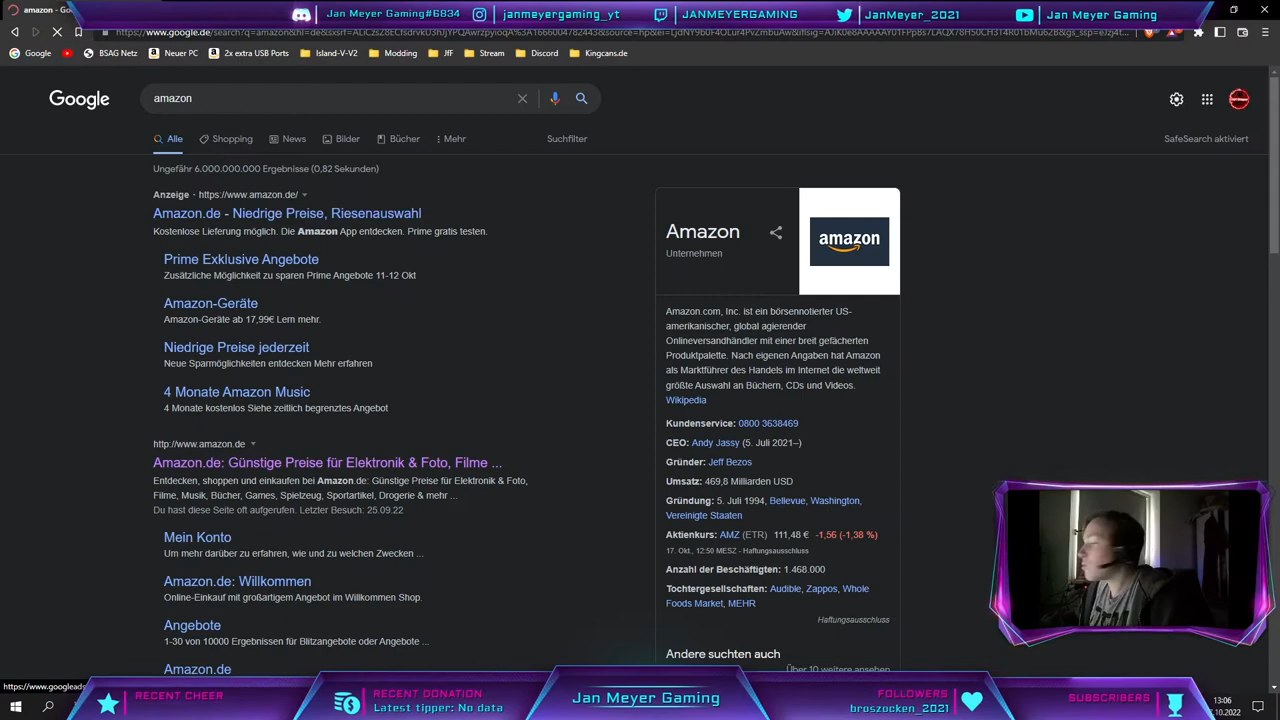 amazon - Go
Jan Meyer Gaming#6834
janmeyergaming_yt
JANMEYERGAMING
JanMeyer_2021
Jan Meyer Gaming
Google
BSAG Netz
Neuer PC
2x extra USB Ports
Island-V-V2
Modding
JfF
Stream
Discord
Kingcans.de
Google
amazon
Alle
Shopping
News
Bilder
Bücher
Mehr
Suchfilter
SafeSearch aktiviert
Ungefähr 6.000.000.000 Ergebnisse (0,82 Sekunden)
Anzeige · https://www.amazon.de/
Amazon.de - Niedrige Preise, Riesenauswahl
Kostenlose Lieferung möglich. Die Amazon App entdecken. Prime gratis testen.
Prime Exklusive Angebote
Zusätzliche Möglichkeit zu sparen Prime Angebote 11-12 Okt
Amazon-Geräte
Amazon-Geräte ab 17,99€ Lern mehr.
Niedrige Preise jederzeit
Neue Sparmöglichkeiten entdecken Mehr erfahren
4 Monate Amazon Music
4 Monate kostenlos Siehe zeitlich begrenztes Angebot
http://www.amazon.de
Amazon.de: Günstige Preise für Elektronik & Foto, Filme ...
Entdecken, shoppen und einkaufen bei Amazon.de: Günstige Preise für Elektronik & Foto,
Filme, Musik, Bücher, Games, Spielzeug, Sportartikel, Drogerie & mehr ...
Du hast diese Seite oft aufgerufen. Letzter Besuch: 25.09.22
Mein Konto
Um mehr darüber zu erfahren, wie und zu welchen Zwecken ...
Amazon.de: Willkommen
Online-Einkauf mit großartigem Angebot im Willkommen Shop.
Angebote
1-30 von 10000 Ergebnissen für Blitzangebote oder Angebote ...
Amazon.de
Amazon
Unternehmen
amazon
Amazon.com, Inc. ist ein börsennotierter US-
amerikanischer, global agierender
Onlineversandhändler mit einer breit gefächerten
Produktpalette. Nach eigenen Angaben hat Amazon
als Marktführer des Handels im Internet die weltweit
größte Auswahl an Büchern, CDs und Videos.
Wikipedia
Kundenservice: 0800 3638469
CEO: Andy Jassy (5. Juli 2021–)
Gründer: Jeff Bezos
Umsatz: 469,8 Milliarden USD
Gründung: 5. Juli 1994, Bellevue, Washington,
Vereinigte Staaten
Aktienkurs: AMZ (ETR) 111,48 € -1,56 (-1,38 %)
17. Okt., 12:50 MESZ - Haftungsausschluss
Anzahl der Beschäftigten: 1.468.000
Tochtergesellschaften: Audible, Zappos, Whole
Foods Market, MEHR
Haftungsausschluss
Andere suchten auch
Über 10 weitere ansehen
https://www.googleads
RECENT CHEER
RECENT DONATION
Latest tipper: No data
Jan Meyer Gaming
FOLLOWERS
broszocken_2021
SUBSCRIBERS
13:06
.10.2022